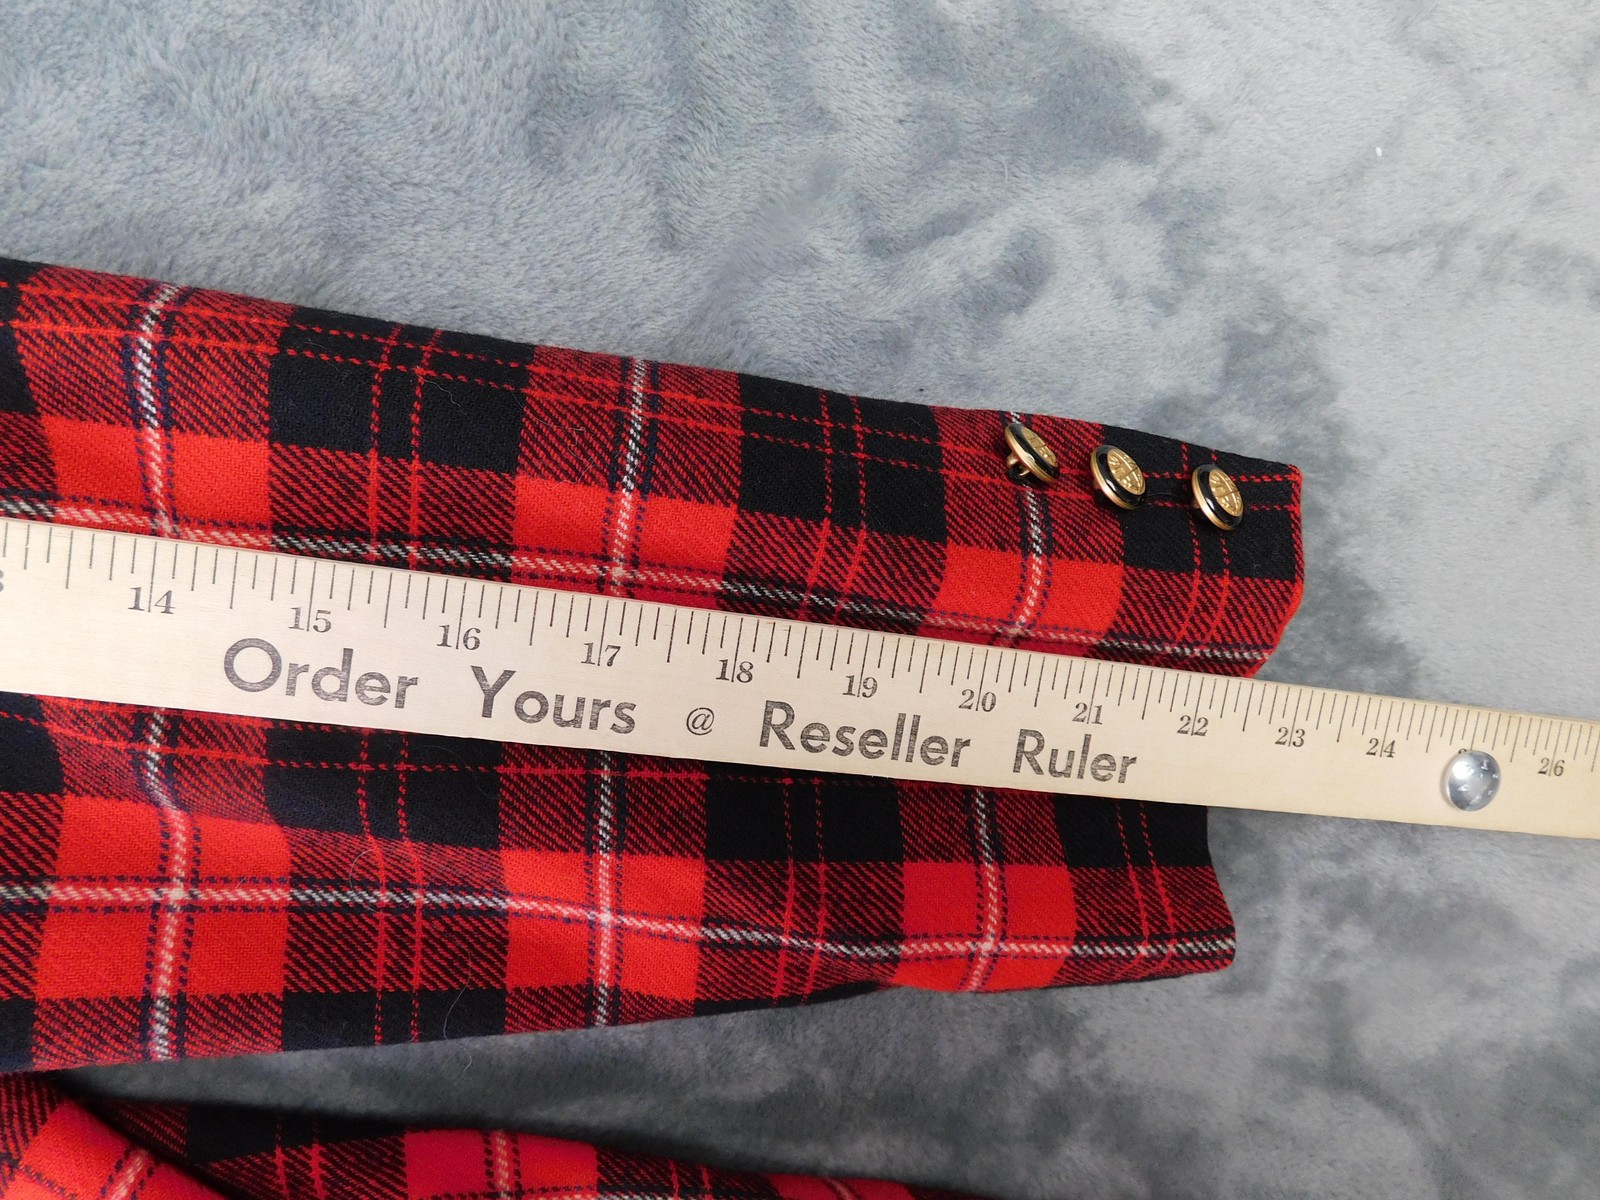 14 15 16 17 18 19 20 21 22 23 24 26
Order Yours @ Reseller Ruler